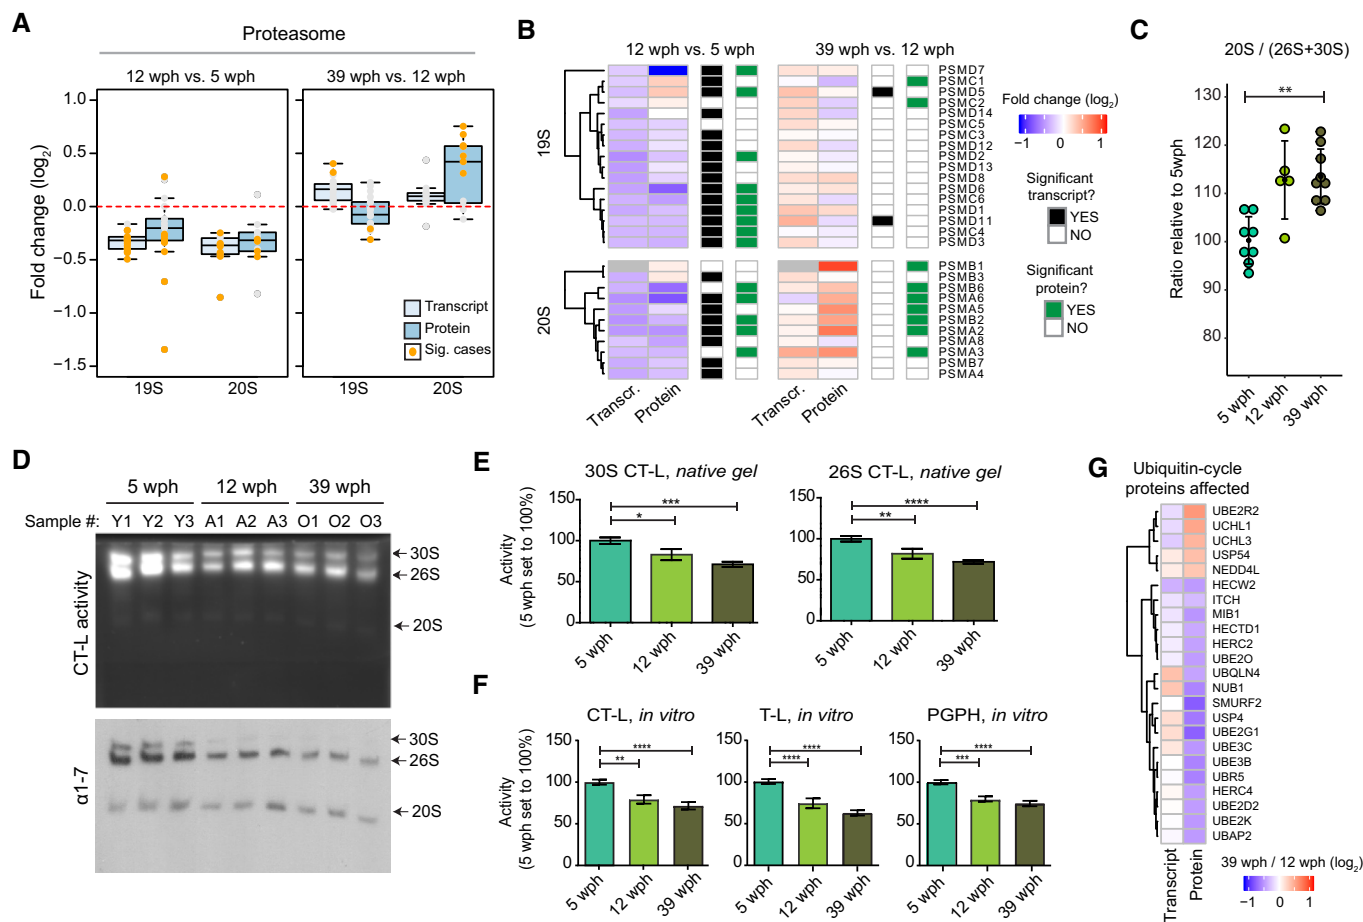 A
Proteasome
12 wph vs. 5 wph
39 wph vs. 12 wph
Fold change (log2)
1.0
0.5
0.0
−0.5
−1.0
−1.5
19S
20S
19S
20S
Transcript
Protein
Sig. cases
B
12 wph vs. 5 wph
39 wph vs. 12 wph
19S
PSMD7
PSMC1
PSMD5
PSMC2
PSMD14
PSMC5
PSMC3
PSMD12
PSMD2
PSMD13
PSMD8
PSMD6
PSMC6
PSMD1
PSMD11
PSMC4
PSMD3
20S
PSMB1
PSMB3
PSMB6
PSMA6
PSMA5
PSMB2
PSMA2
PSMA8
PSMA3
PSMB7
PSMA4
Transcr.
Protein
Transcr.
Protein
Fold change (log2)
−1 0 1
Significant
transcript?
YES
NO
Significant
protein?
YES
NO
C
20S / (26S+30S)
**
Ratio relative to 5wph
130
120
110
100
90
80
5 wph
12 wph
39 wph
D
5 wph 12 wph 39 wph
Sample #: Y1 Y2 Y3 A1 A2 A3 O1 O2 O3
CT-L activity
30S
26S
20S
α1-7
30S
26S
20S
E
30S CT-L, native gel
Activity
(5 wph set to 100%)
150
100
50
0
***
*
5 wph
12 wph
39 wph
26S CT-L, native gel
150
100
50
0
****
**
5 wph
12 wph
39 wph
F
CT-L, in vitro
Activity
(5 wph set to 100%)
150
100
50
0
****
**
5 wph
12 wph
39 wph
T-L, in vitro
150
100
50
0
****
****
5 wph
12 wph
39 wph
PGPH, in vitro
150
100
50
0
****
***
5 wph
12 wph
39 wph
G
Ubiquitin-cycle
proteins affected
UBE2R2
UCHL1
UCHL3
USP54
NEDD4L
HECW2
ITCH
MIB1
HECTD1
HERC2
UBE2O
UBQLN4
NUB1
SMURF2
USP4
UBE2G1
UBE3C
UBE3B
UBR5
HERC4
UBE2D2
UBE2K
UBAP2
Transcript
Protein
39 wph / 12 wph (log2)
−1 0 1